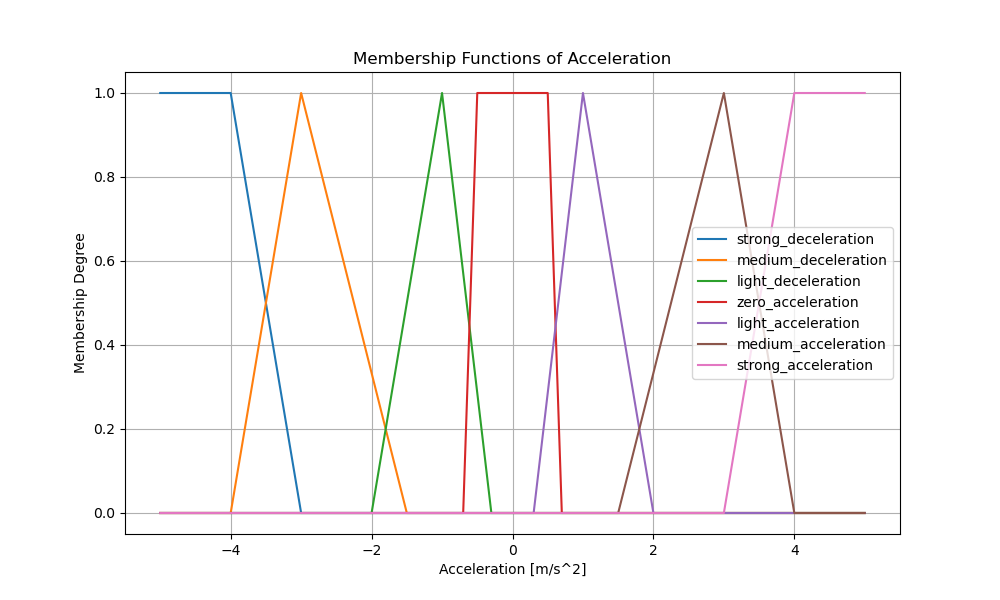 Membership Functions of Acceleration
1.0
0.8
0.6
0.4
0.2
0.0
Membership Degree
strong_deceleration
medium_deceleration
light_deceleration
zero_acceleration
light_acceleration
medium_acceleration
strong_acceleration
−4
−2
0
2
4
Acceleration [m/s^2]